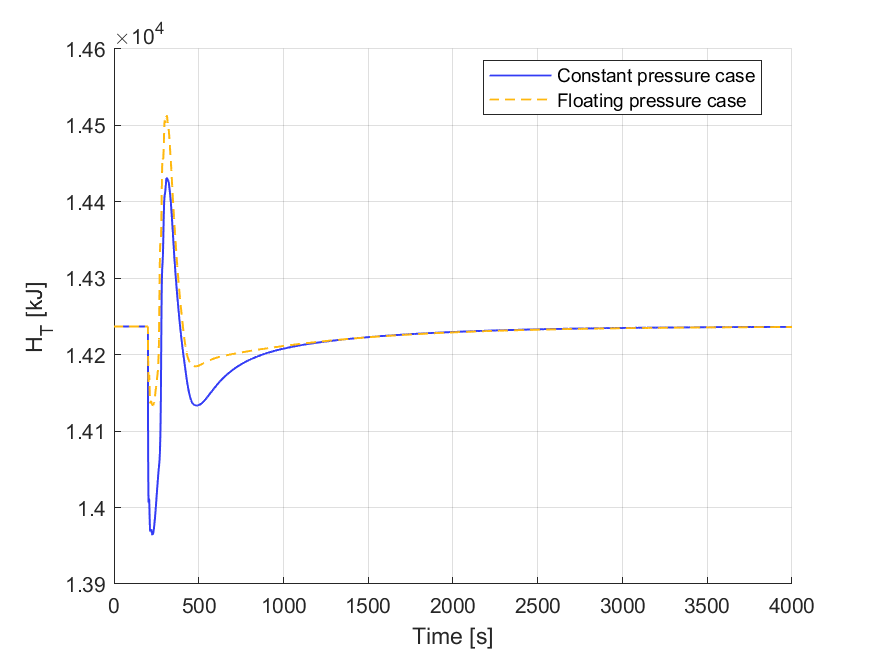 ×10⁴
1.46
1.45
1.44
1.43
1.42
1.41
1.4
1.39
0 500 1000 1500 2000 2500 3000 3500 4000
Time [s]
H_T [kJ]
Constant pressure case
Floating pressure case